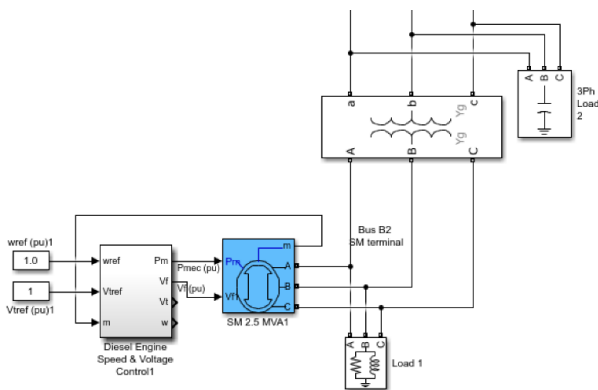 A B C
3Ph
Load
2
a b c
Yg
Yg
A B C
Bus B2
SM terminal
wref (pu)1
1.0
wref
Pm
Pmec (pu)
Pm
m
A
1
Vtref
Vf
Vf (pu)
Vf1
B
Vtref (pu)1
Vt
C
m
w
SM 2.5 MVA1
Diesel Engine
Speed & Voltage
Control1
A B C
Load 1